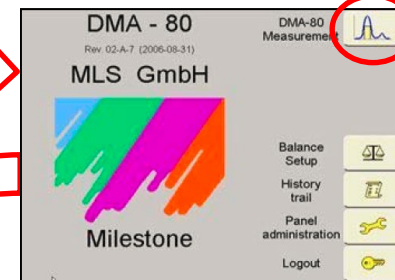 DMA - 80
Rev. 02-A-7 (2006-08-31)
MLS GmbH
Milestone
DMA-80
Measurement
Balance
Setup
History
trail
Panel
administration
Logout